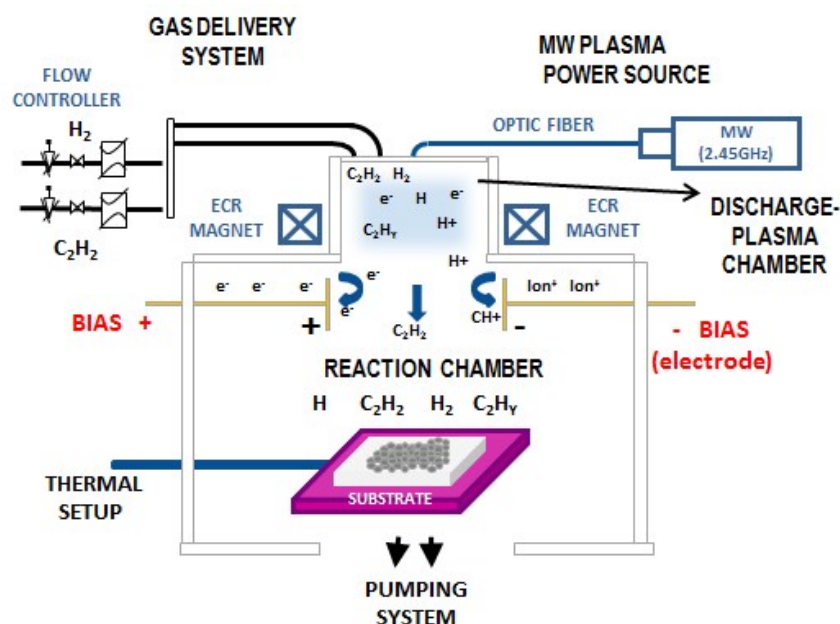 GAS DELIVERY
SYSTEM
MW PLASMA
POWER SOURCE
FLOW
CONTROLLER
H₂
OPTIC FIBER
MW
(2.45GHz)
C₂H₂ H₂
e⁻ H e⁻
C₂H_Y H+
H+
ECR
MAGNET
ECR
MAGNET
DISCHARGE-
PLASMA
CHAMBER
C₂H₂
e⁻ e⁻ e⁻ e⁻
Ion⁺ Ion⁺
BIAS +
+ e⁻
C₂H₂
CH+ -
- BIAS
(electrode)
REACTION CHAMBER
H C₂H₂ H₂ C₂H_Y
THERMAL
SETUP
SUBSTRATE
PUMPING
SYSTEM